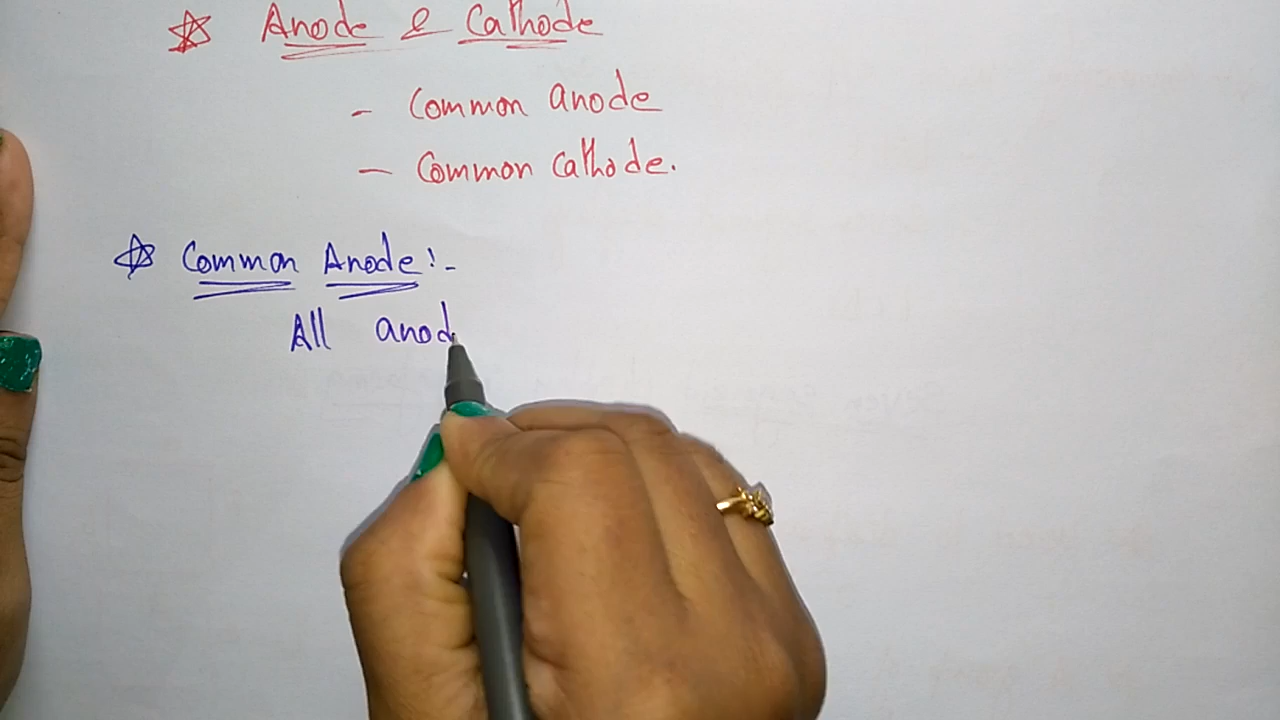 ☆ Anode & Cathode
- Common anode
- Common Cathode.
☆ Common Anode:-
All anod